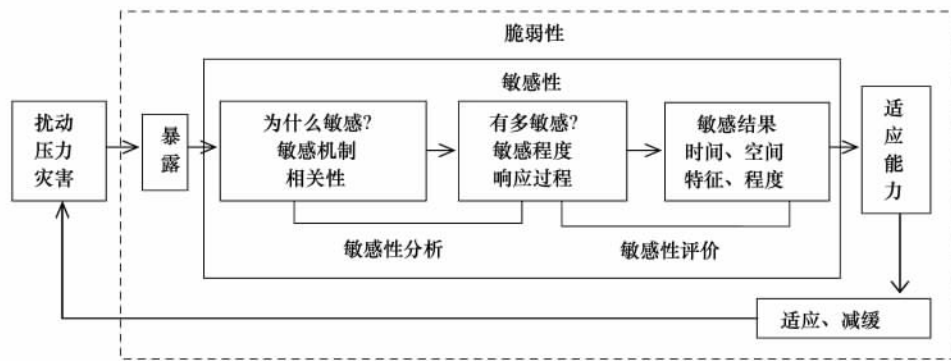 脆弱性
敏感性
扰动
压力
灾害
暴
露
为什么敏感?
敏感机制
相关性
有多敏感?
敏感程度
响应过程
敏感结果
时间、空间
特征、程度
适
应
能
力
敏感性分析
敏感性评价
适应、减缓